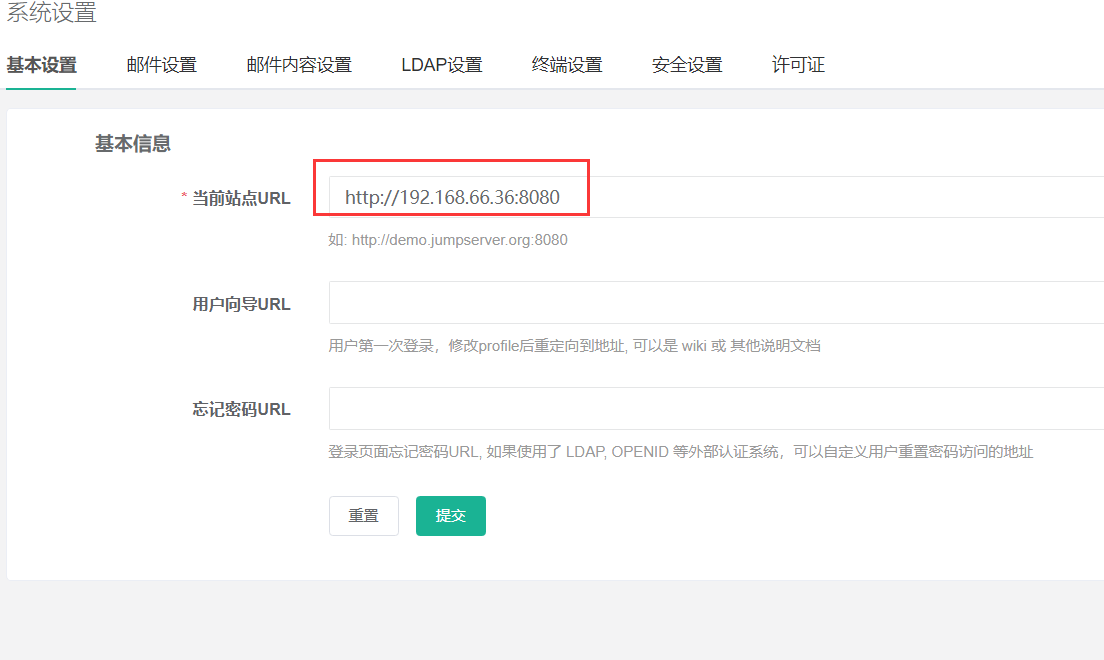 系统设置
基本设置 邮件设置 邮件内容设置 LDAP设置 终端设置 安全设置 许可证
基本信息
* 当前站点URL http://192.168.66.36:8080
如: http://demo.jumpserver.org:8080
用户向导URL
用户第一次登录，修改profile后重定向到地址, 可以是 wiki 或 其他说明文档
忘记密码URL
登录页面忘记密码URL, 如果使用了 LDAP, OPENID 等外部认证系统，可以自定义用户重置密码访问的地址
重置 提交